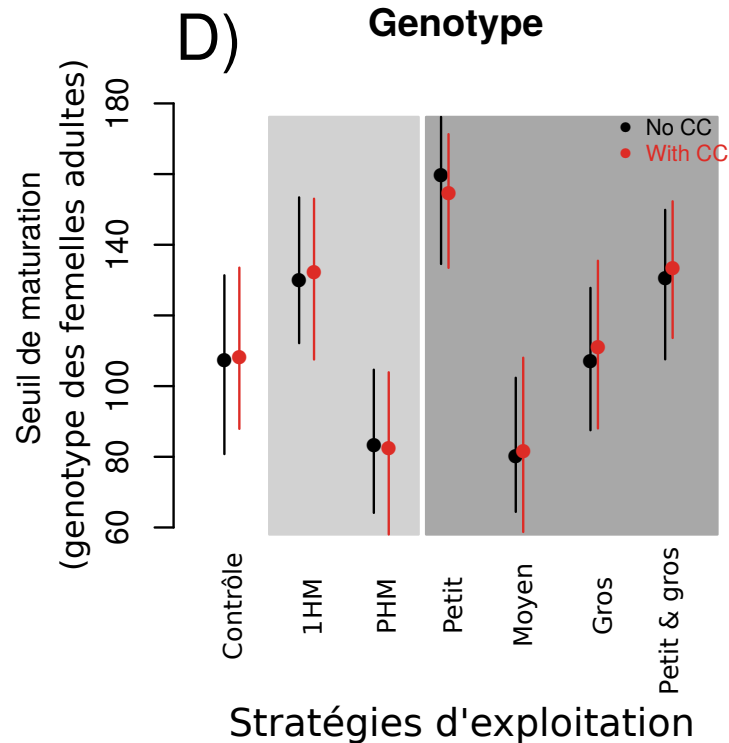 D)
Genotype
Seuil de maturation
(genotype des femelles adultes)
180
140
100
80
60
No CC
With CC
Contrôle
1HM
PHM
Petit
Moyen
Gros
Petit & gros
Stratégies d'exploitation